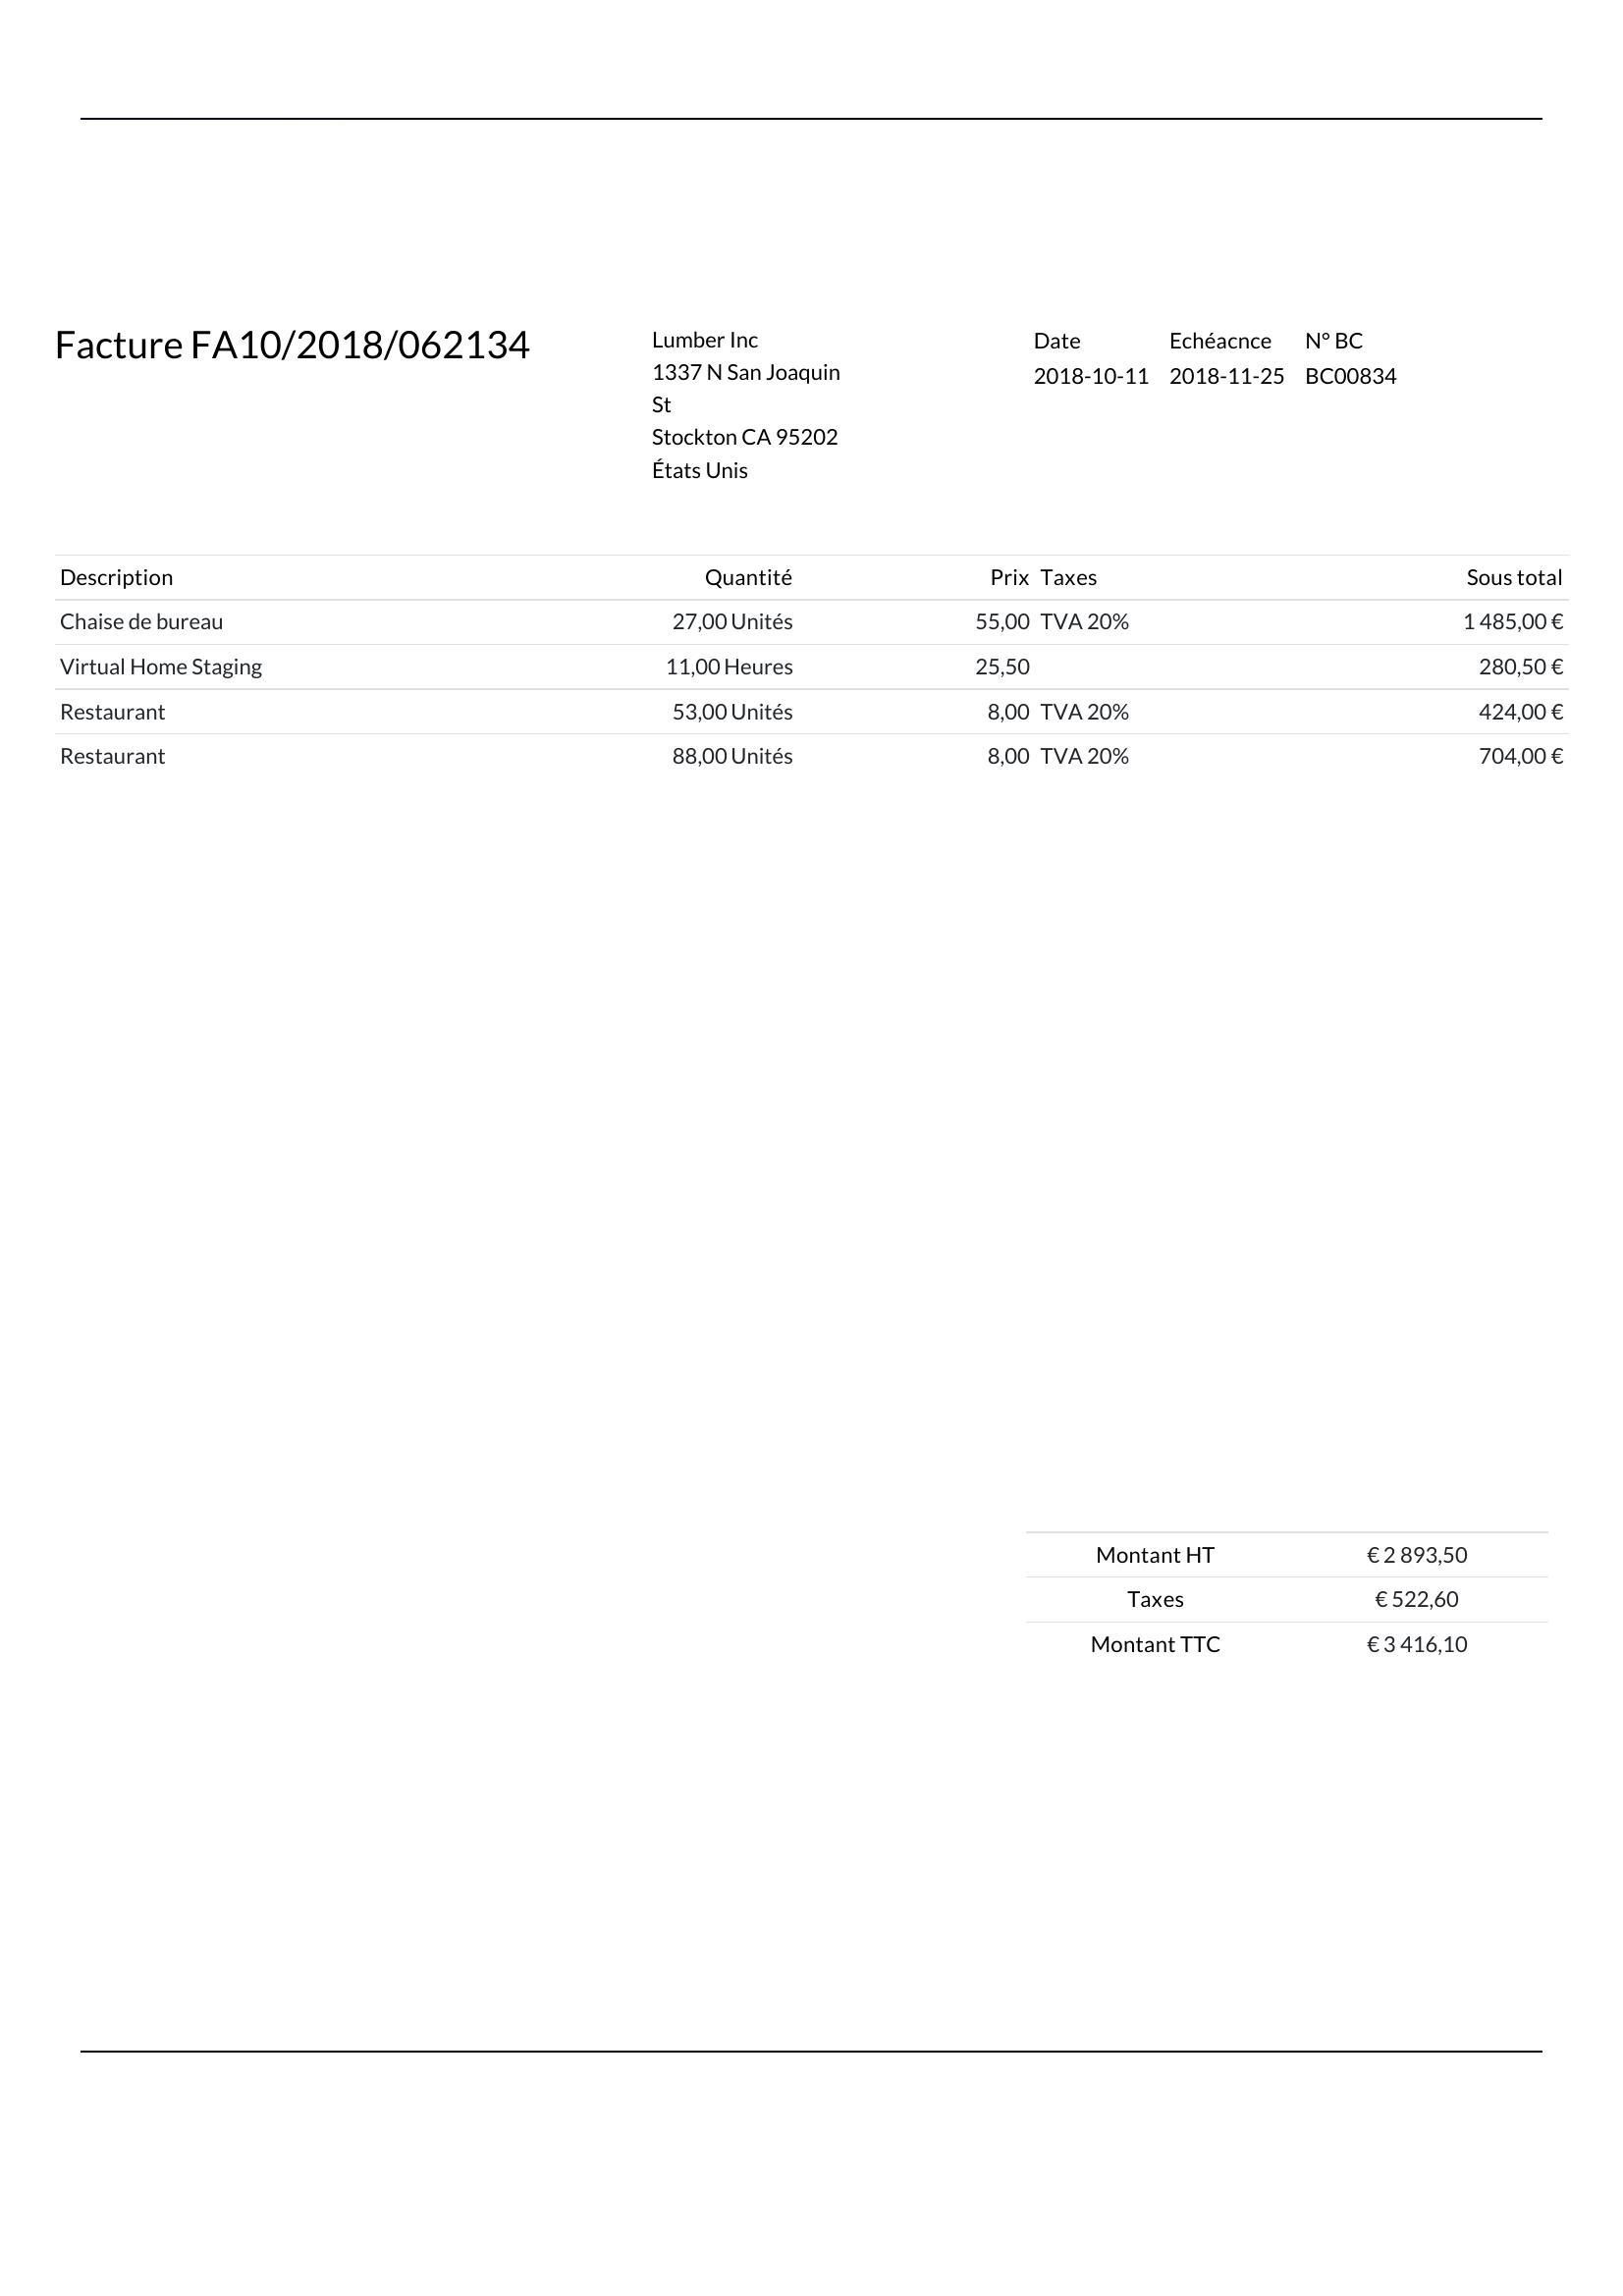 Facture FA10/2018/062134
Lumber Inc
1337 N San Joaquin
St
Stockton CA 95202
États Unis
Date Echéacnce N° BC
2018-10-11 2018-11-25 BC00834
Description Quantité Prix Taxes Sous total
Chaise de bureau 27,00 Unités 55,00 TVA 20% 1 485,00 €
Virtual Home Staging 11,00 Heures 25,50 280,50 €
Restaurant 53,00 Unités 8,00 TVA 20% 424,00 €
Restaurant 88,00 Unités 8,00 TVA 20% 704,00 €
Montant HT € 2 893,50
Taxes € 522,60
Montant TTC € 3 416,10